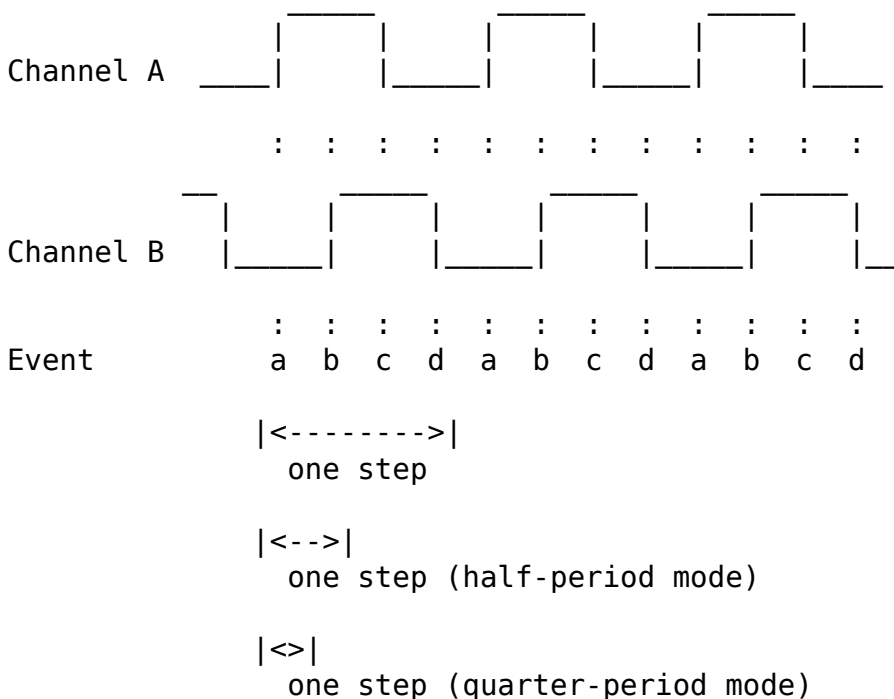 Channel A
: : : : : : : : : : : :
Channel B
: : : : : : : : : : : :
Event a b c d a b c d a b c d
|<-------->|
one step
|<-->|
one step (half-period mode)
|<>|
one step (quarter-period mode)